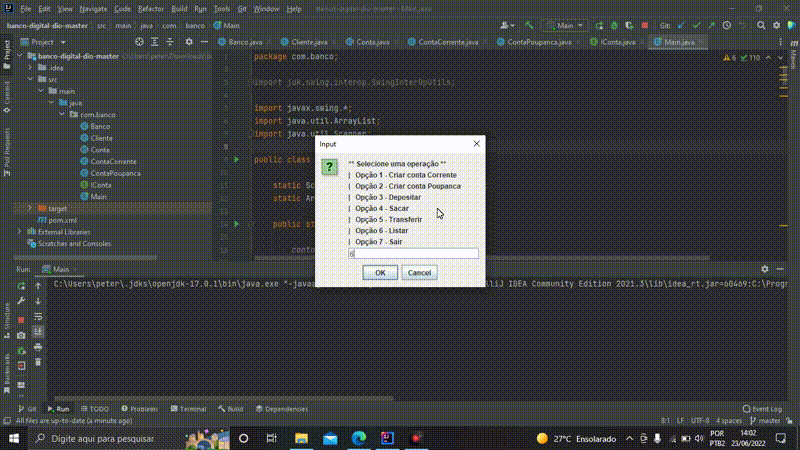 File Edit View Navigate Code Refactor Build Run Tools Git Window Help banco-digital-dio-master - Main.java
banco-digital-dio-master src main java com banco Main
Main
Git:
Project
Banco.java Cliente.java Conta.java ContaCorrente.java ContaPoupanca.java IConta.java Main.java
banco-digital-dio-master C:\Users\peter\Downloads\
.idea
src
main
java
com.banco
Banco
Cliente
Conta
ContaCorrente
ContaPoupanca
IConta
Main
target
pom.xml
External Libraries
Scratches and Consoles
package com.banco;
import jdk.swing.interop.SwingInterOpUtils;
import javax.swing.*;
import java.util.ArrayList;
import java.util.Scanner;
public class
static
static
6 110
Input
** Selecione uma operação **
| Opção 1 - Criar conta Corrente
| Opção 2 - Criar conta Poupanca
| Opção 3 - Depositar
| Opção 4 - Sacar
| Opção 5 - Transferir
| Opção 6 - Listar
| Opção 7 - Sair
6
OK Cancel
Project
Commit
Pull Requests
Structure
Bookmarks
Maven
Run: Main
C:\Users\peter\.jdks\openjdk-17.0.1\bin\java.exe
IDEA Community Edition 2021.3\lib\idea_rt.jar=60469:C:\Progr
Git Run TODO Problems Terminal Build Dependencies Event Log
All files are up-to-date (a minute ago) 8:1 LF UTF-8 4 spaces master
Digite aqui para pesquisar
27°C Ensolarado
POR
PTB2
14:02
23/06/2022